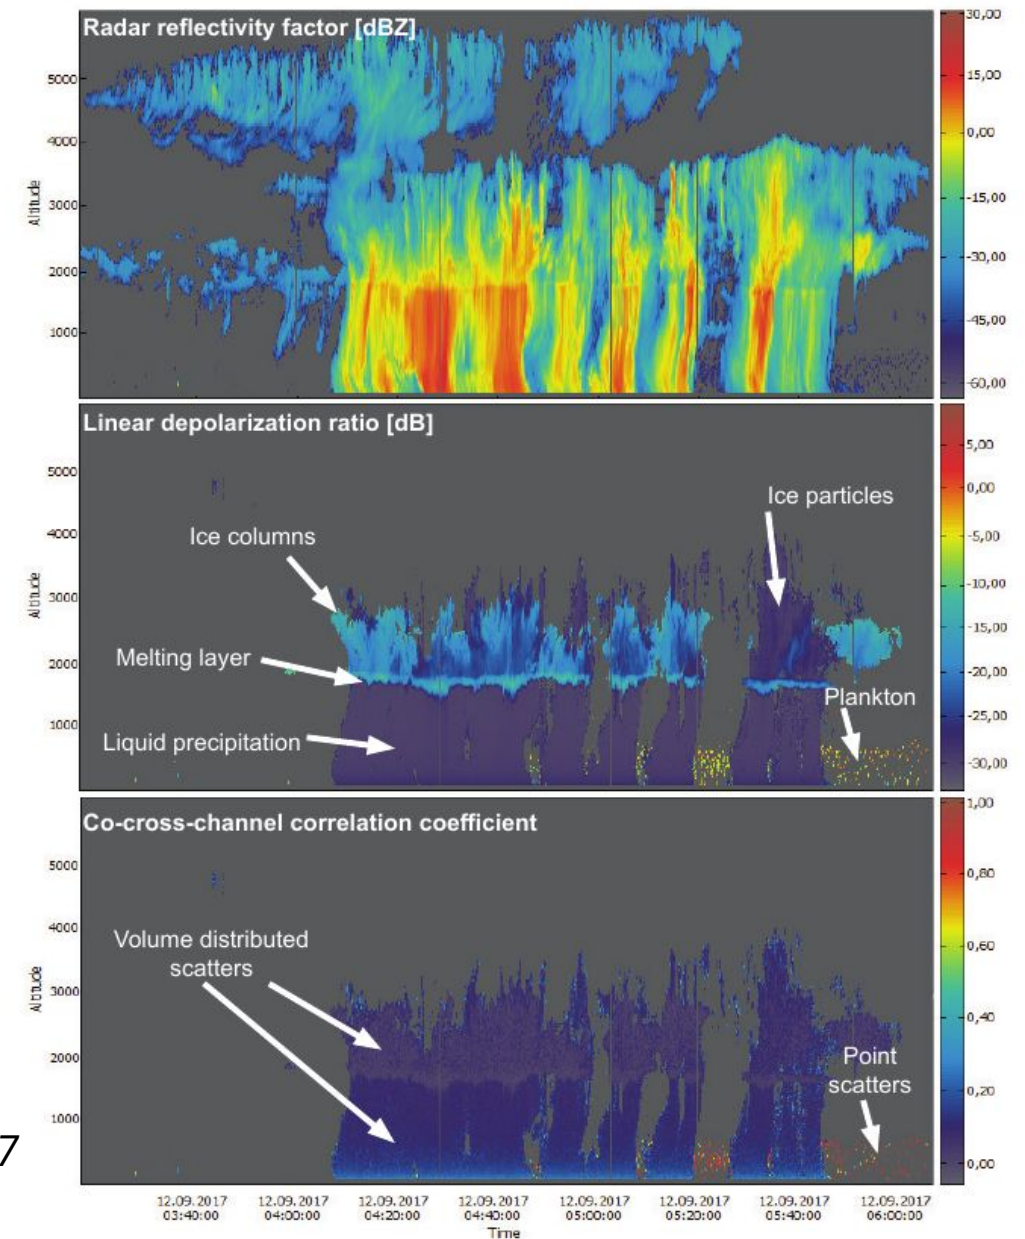 Radar reflectivity factor [dBZ]
30,00
15,00
0,00
-15,00
-30,00
-45,00
-60,00
5000
4000
3000
2000
1000
Altitude
Linear depolarization ratio [dB]
5,00
0,00
-5,00
-10,00
-15,00
-20,00
-25,00
-30,00
5000
4000
3000
2000
1000
Altitude
Ice particles
Ice columns
Melting layer
Plankton
Liquid precipitation
Co-cross-channel correlation coefficient
1,00
0,80
0,60
0,40
0,20
0,00
5000
4000
3000
2000
1000
Altitude
Volume distributed
scatters
Point
scatters
7
12.09.2017 12.09.2017 12.09.2017 12.09.2017 12.09.2017 12.09.2017 12.09.2017 12.09.2017
03:40:00 04:00:00 04:20:00 04:40:00 05:00:00 05:20:00 05:40:00 06:00:00
Time